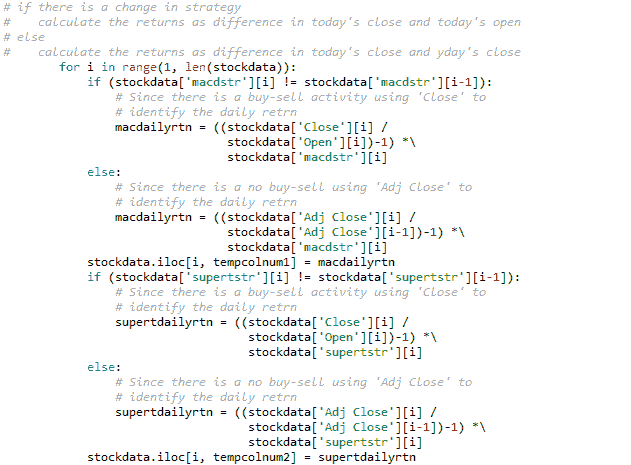 # if there is a change in strategy
#    calculate the returns as difference in today's close and today's open
# else
#    calculate the returns as difference in today's close and yday's close
        for i in range(1, len(stockdata)):
            if (stockdata['macdstr'][i] != stockdata['macdstr'][i-1]):
                # Since there is a buy-sell activity using 'Close' to
                # identify the daily retrn
                macdailyrtn = ((stockdata['Close'][i] /
                                stockdata['Open'][i])-1) *\
                                stockdata['macdstr'][i]
            else:
                # Since there is a no buy-sell using 'Adj Close' to
                # identify the daily retrn
                macdailyrtn = ((stockdata['Adj Close'][i] /
                                stockdata['Adj Close'][i-1])-1) *\
                                stockdata['macdstr'][i]
            stockdata.iloc[i, tempcolnum1] = macdailyrtn
            if (stockdata['supertstr'][i] != stockdata['supertstr'][i-1]):
                # Since there is a buy-sell activity using 'Close' to
                # identify the daily retrn
                supertdailyrtn = ((stockdata['Close'][i] /
                                   stockdata['Open'][i])-1) *\
                                   stockdata['supertstr'][i]
            else:
                # Since there is a no buy-sell using 'Adj Close' to
                # identify the daily retrn
                supertdailyrtn = ((stockdata['Adj Close'][i] /
                                   stockdata['Adj Close'][i-1])-1) *\
                                   stockdata['supertstr'][i]
            stockdata.iloc[i, tempcolnum2] = supertdailyrtn